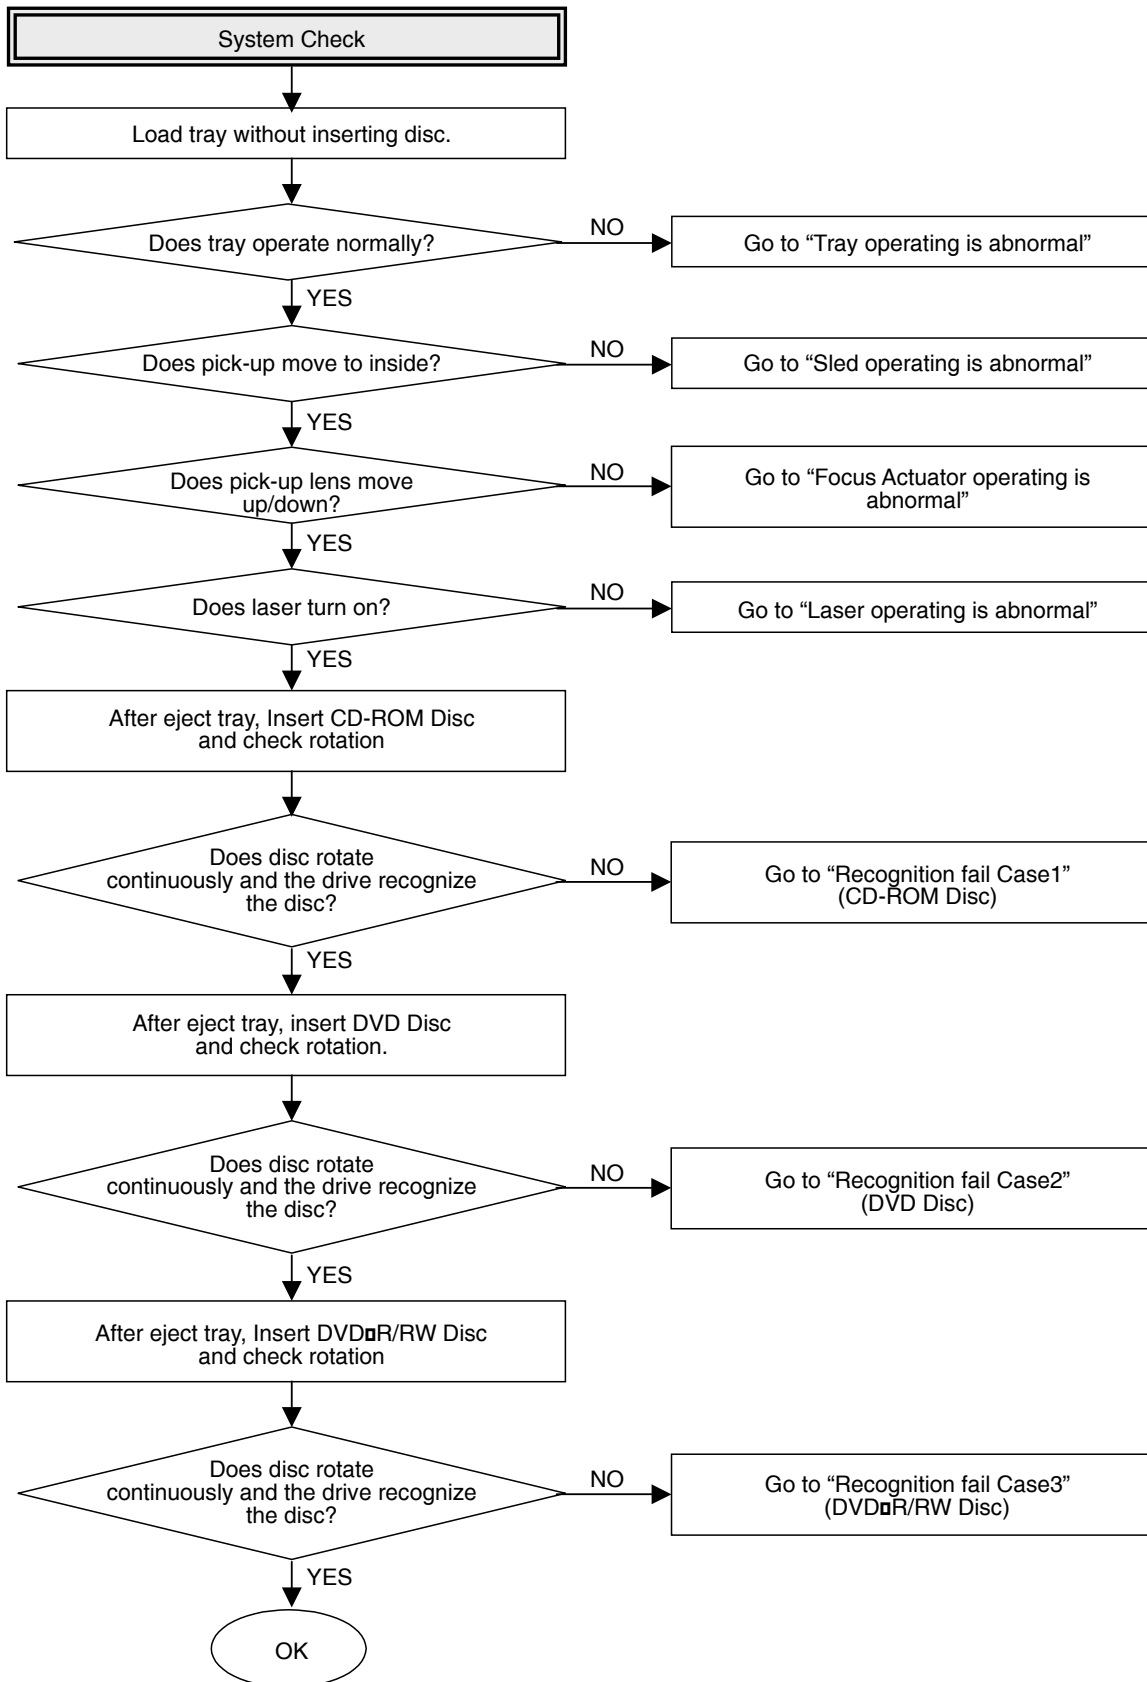 System Check
Load tray without inserting disc.
Does tray operate normally?
NO
Go to “Tray operating is abnormal”
YES
Does pick-up move to inside?
NO
Go to “Sled operating is abnormal”
YES
Does pick-up lens move
up/down?
NO
Go to “Focus Actuator operating is
abnormal”
YES
Does laser turn on?
NO
Go to “Laser operating is abnormal”
YES
After eject tray, Insert CD-ROM Disc
and check rotation
Does disc rotate
continuously and the drive recognize
the disc?
NO
Go to “Recognition fail Case1”
(CD-ROM Disc)
YES
After eject tray, insert DVD Disc
and check rotation.
Does disc rotate
continuously and the drive recognize
the disc?
NO
Go to “Recognition fail Case2”
(DVD Disc)
YES
After eject tray, Insert DVD◘R/RW Disc
and check rotation
Does disc rotate
continuously and the drive recognize
the disc?
NO
Go to “Recognition fail Case3”
(DVD◘R/RW Disc)
YES
OK